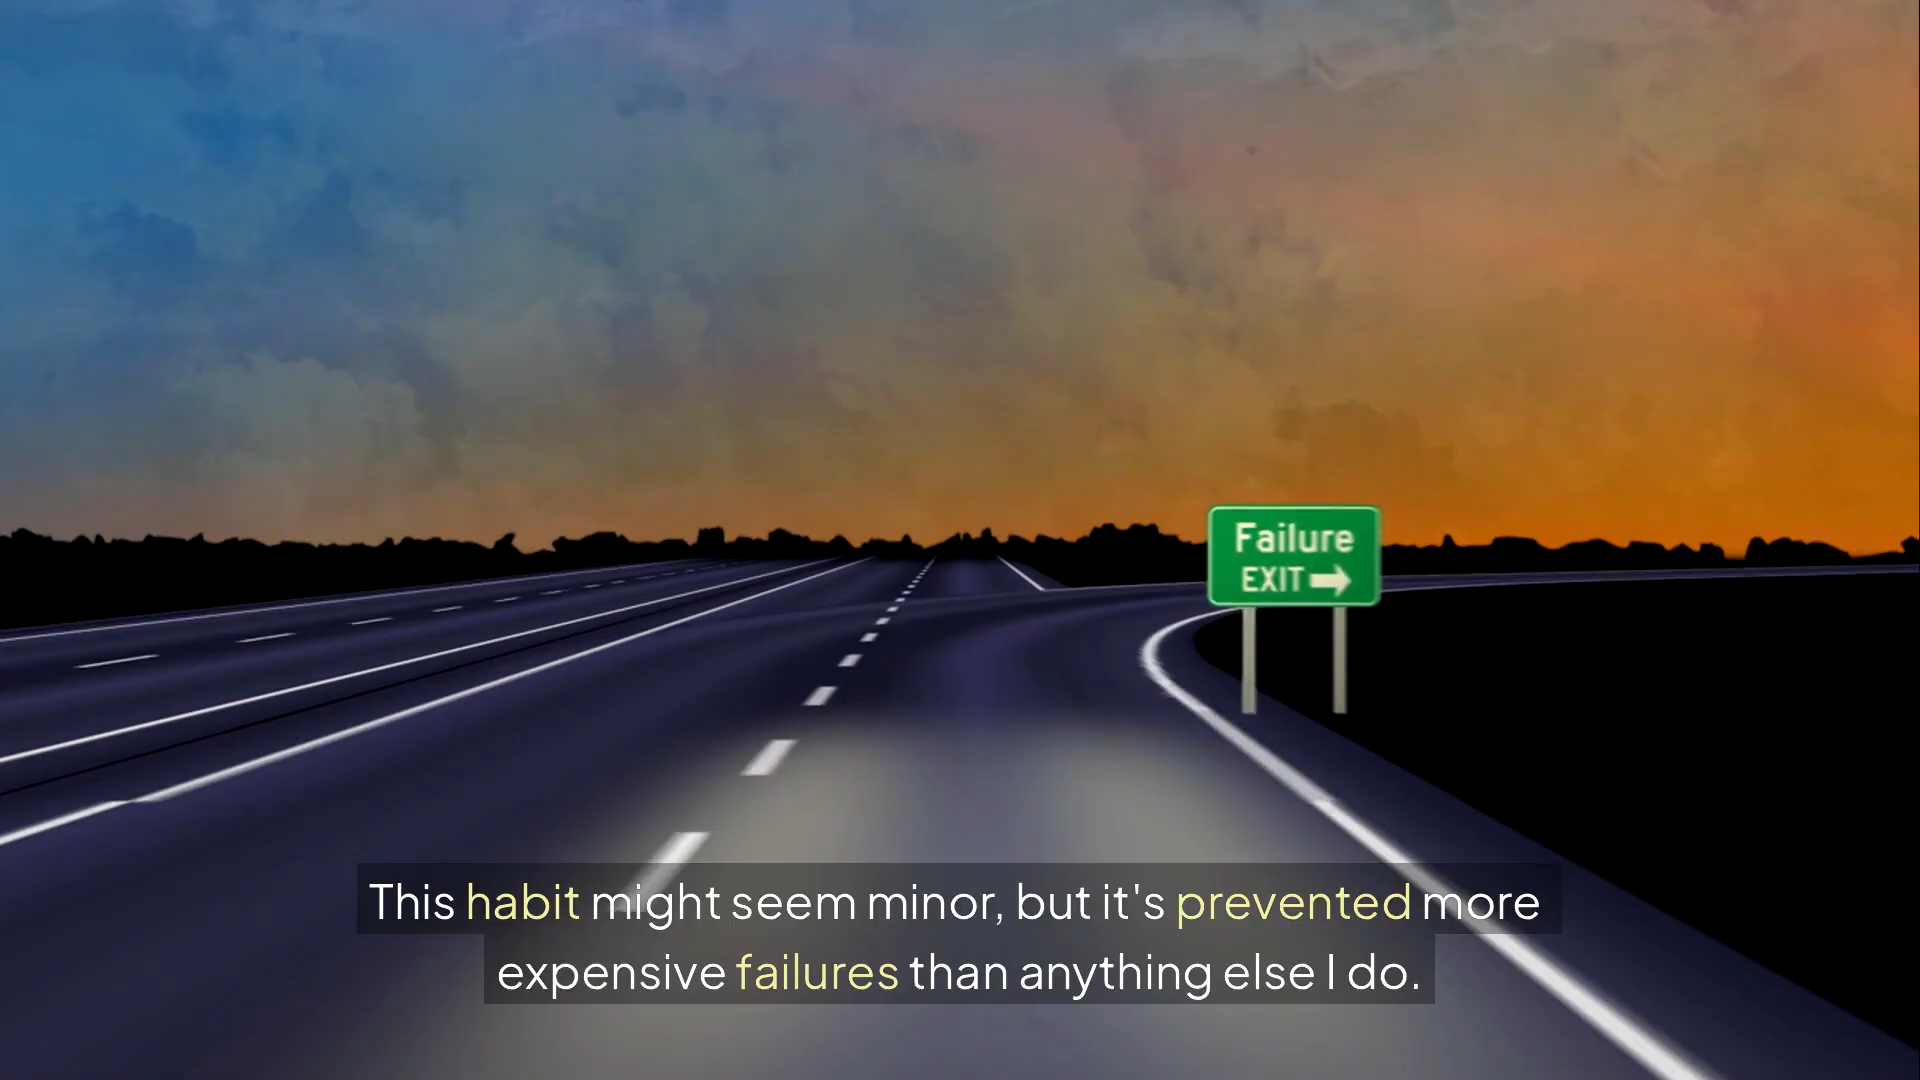 Failure
EXIT
This habit might seem minor, but it's prevented more
expensive failures than anything else I do.